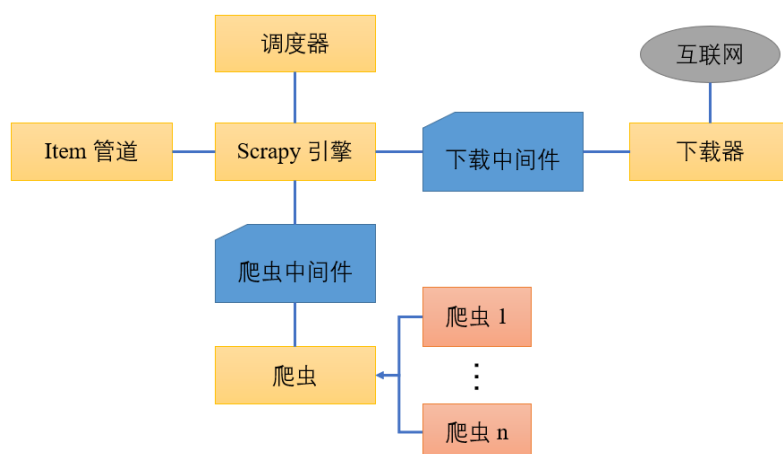 调度器
互联网
Item 管道
Scrapy 引擎
下载中间件
下载器
爬虫中间件
爬虫 1
爬虫
⋮
爬虫 n